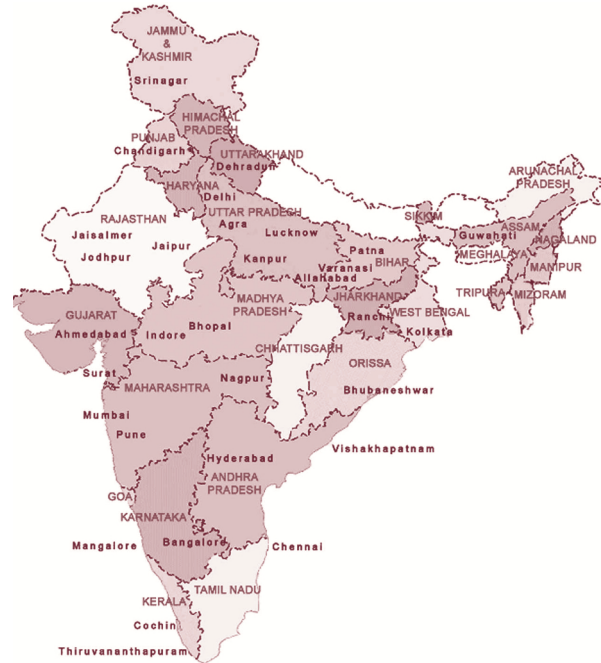 JAMMU
&
KASHMIR
Srinagar
HIMACHAL
PRADESH
PUNJAB
Chandigarh
UTTARAKHAND
Dehradun
HARYANA
Delhi
ARUNACHAL
PRADESH
RAJASTHAN
UTTAR PRADECH
SIKKIM
Jaisalmer
Agra
Lucknow
ASSAM
Guwahati
NAGALAND
Jaipur
Jodhpur
Kanpur
Patna
BIHAR
Varanasi
Allahabad
MEGHALAYA
MANIPUR
TRIPURA
MIZORAM
GUJARAT
Ahmedabad
MADHYA
PRADESH
JHARKHAND
Ranchi
WEST BENGAL
Kolkata
Indore
Bhopal
CHHATTISGARH
ORISSA
Surat
MAHARASHTRA
Nagpur
Bhubaneshwar
Mumbai
Pune
Hyderabad
Vishakhapatnam
ANDHRA
PRADESH
GOA
KARNATAKA
Mangalore
Bangalore
Chennai
TAMIL NADU
KERALA
Cochin
Thiruvananthapuram